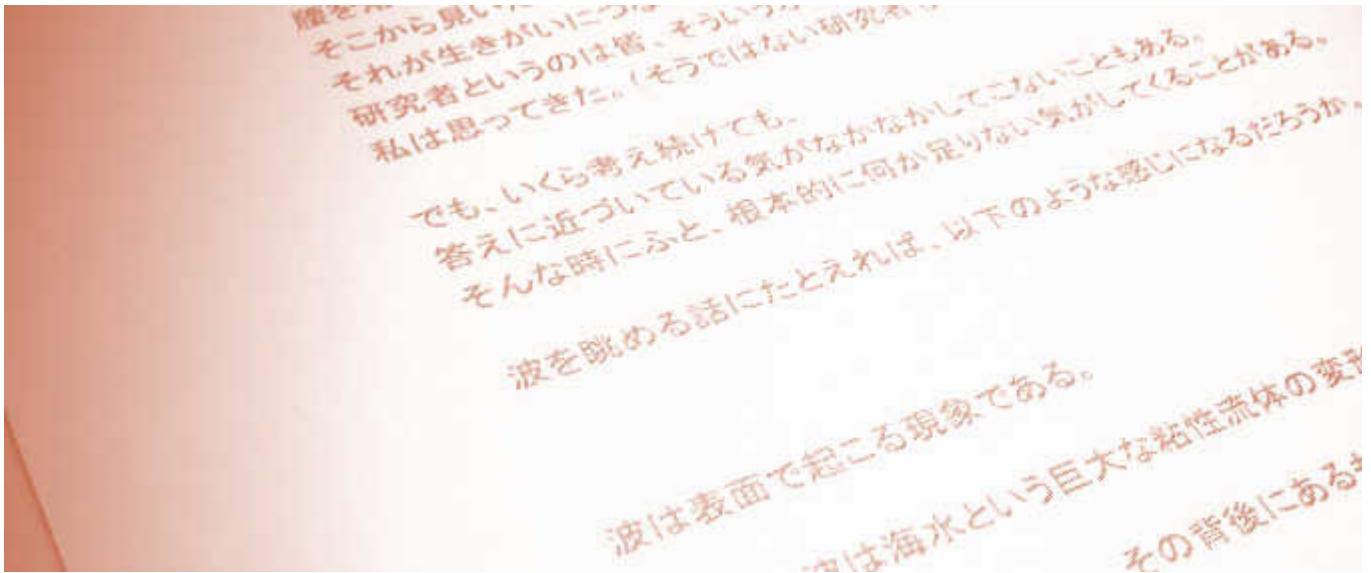 そこから見いだ
それが生きがいにつな
研究者というのは皆、そういうか
私は思ってきた。(そうではない研究者
でも、いくら考え続けても、
答えに近づいている気がなかなかしてこないこともある。
そんな時にふと、根本的に何か足りない気がしてくることがある。
波を眺める話にたとえれば、以下のような感じになるだろうか。
波は表面で起こる現象である。
波は海水という巨大な粘性流体の変形
その背後にある